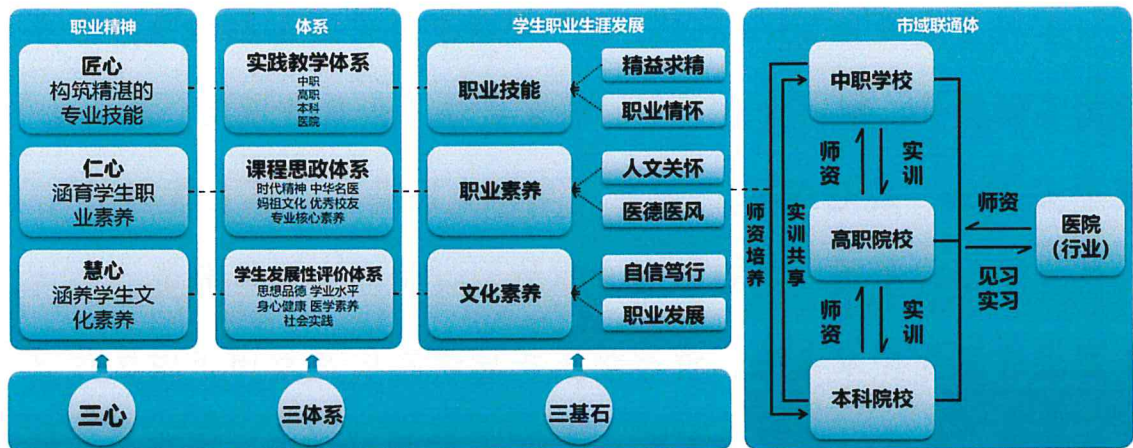 职业精神
匠心
构筑精湛的
专业技能
仁心
涵育学生职
业素养
慧心
涵养学生文
化素养
体系
实践教学体系
中职
高职
本科
医院
课程思政体系
时代精神 中华名医
妈祖文化 优秀校友
专业核心素养
学生发展性评价体系
思想品德 学业水平
身心健康 医学素养
社会实践
学生职业生涯发展
职业技能
精益求精
职业情怀
职业素养
人文关怀
医德医风
文化素养
自信笃行
职业发展
三心
三体系
三基石
市域联通体
中职学校
师资
实训
高职院校
师资
实训
本科院校
师资培养
实训共享
师资
见习
实习
医院
（行业）